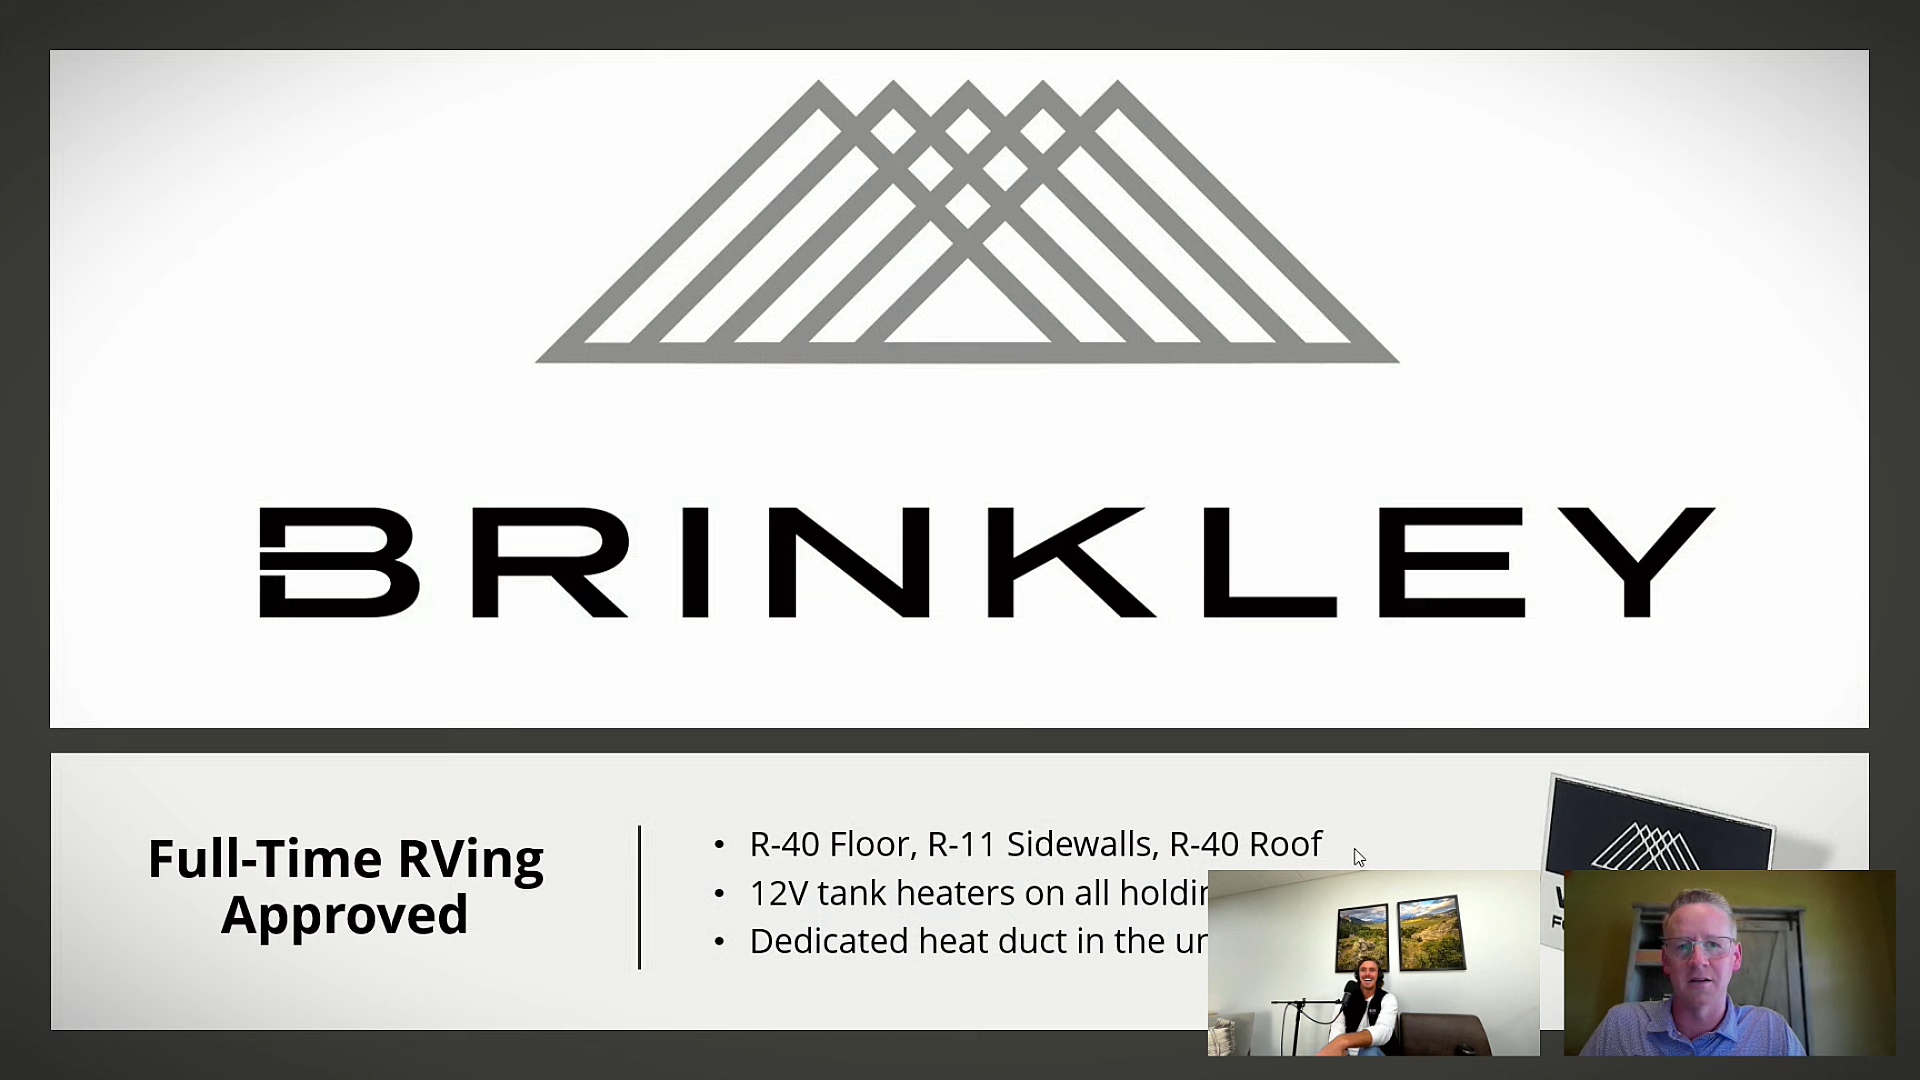 BRINKLEY
Full-Time RVing
Approved
• R-40 Floor, R-11 Sidewalls, R-40 Roof
• 12V tank heaters on all
• Dedicated heat duct in the